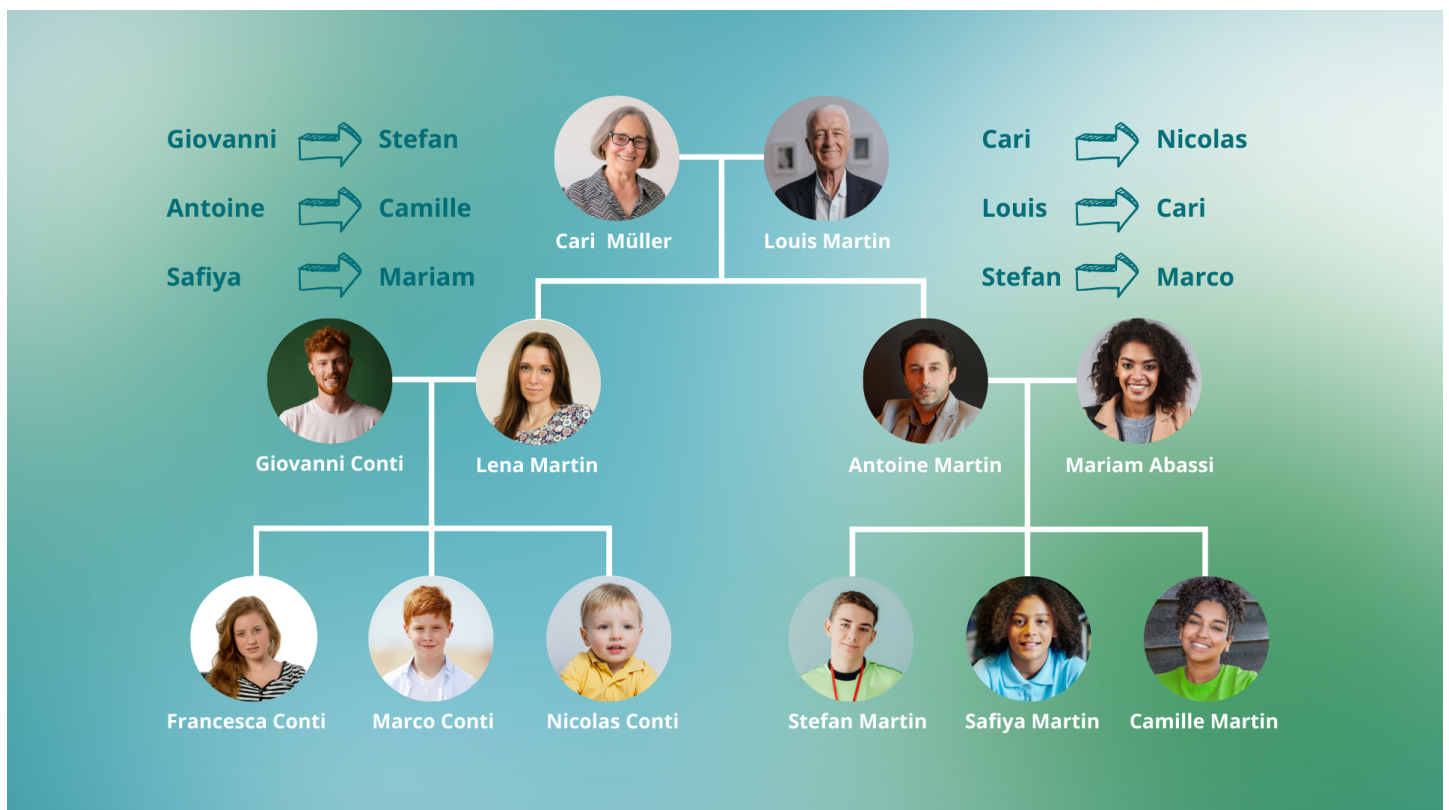 Giovanni Stefan
Antoine Camille
Safiya Mariam
Cari Nicolas
Louis Cari
Stefan Marco
Cari Müller
Louis Martin
Giovanni Conti
Lena Martin
Antoine Martin
Mariam Abassi
Francesca Conti
Marco Conti
Nicolas Conti
Stefan Martin
Safiya Martin
Camille Martin